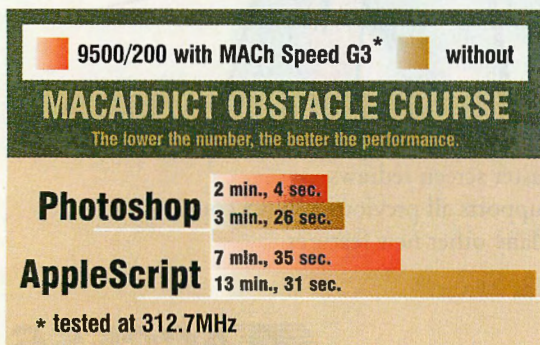 9500/200 with MACh Speed G3* without
MACADDICT OBSTACLE COURSE
The lower the number, the better the performance.
Photoshop
2 min., 4 sec.
3 min., 26 sec.
AppleScript
7 min., 35 sec.
13 min., 31 sec.
* tested at 312.7MHz